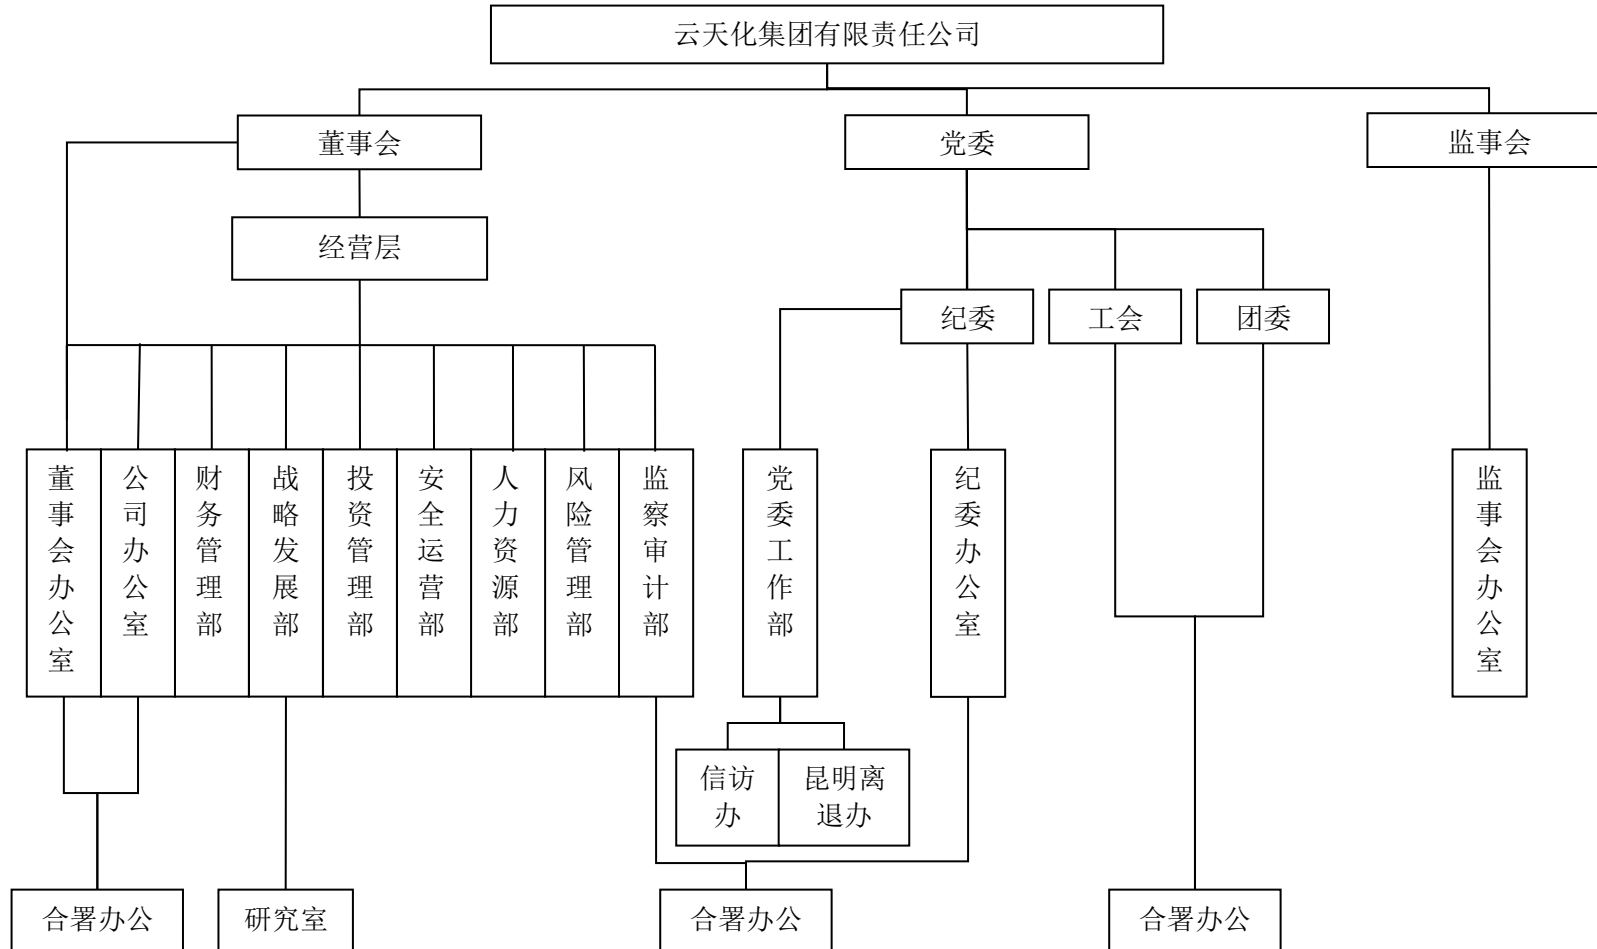 云天化集团有限责任公司
董事会
党委
监事会
经营层
纪委
工会
团委
董事会办公室
公司办公室
财务管理部
战略发展部
投资管理部
安全运营部
人力资源部
风险管理部
监察审计部
党委工作部
纪委办公室
监事会办公室
信访
办
昆明离
退办
合署办公
研究室
合署办公
合署办公